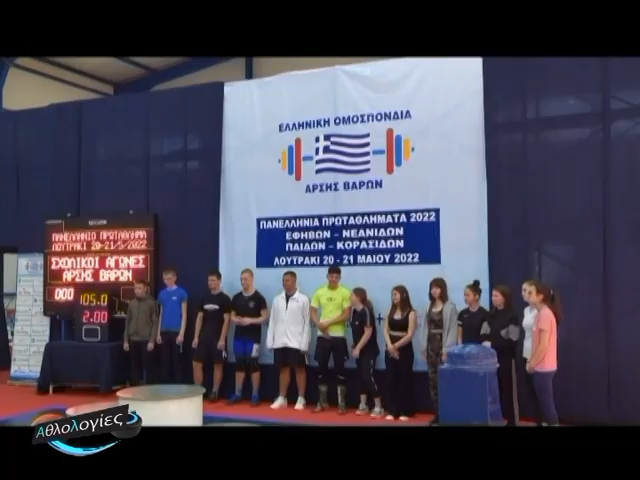 ΕΛΛΗΝΙΚΗ ΟΜΟΣΠΟΝΔΙΑ
ΑΡΣΗΣ ΒΑΡΩΝ
ΠΑΝΕΛΛΗΝΙΑ ΠΡΩΤΑΘΛΗΜΑΤΑ 2022
ΕΦΗΒΩΝ – ΝΕΑΝΙΔΩΝ
ΠΑΙΔΩΝ – ΚΟΡΑΣΙΔΩΝ
ΛΟΥΤΡΑΚΙ 20 - 21 ΜΑΙΟΥ 2022
ΠΑΝΕΛΛΗΝΙΟ ΠΡΩΤΑΘΛΗΜΑ
ΛΟΥΤΡΑΚΙ 20-21/5/2022
ΣΧΟΛΙΚΟΙ ΑΓΩΝΕΣ
ΑΡΣΗΣ ΒΑΡΩΝ
000 105.0
2.00
Αθλολογίες